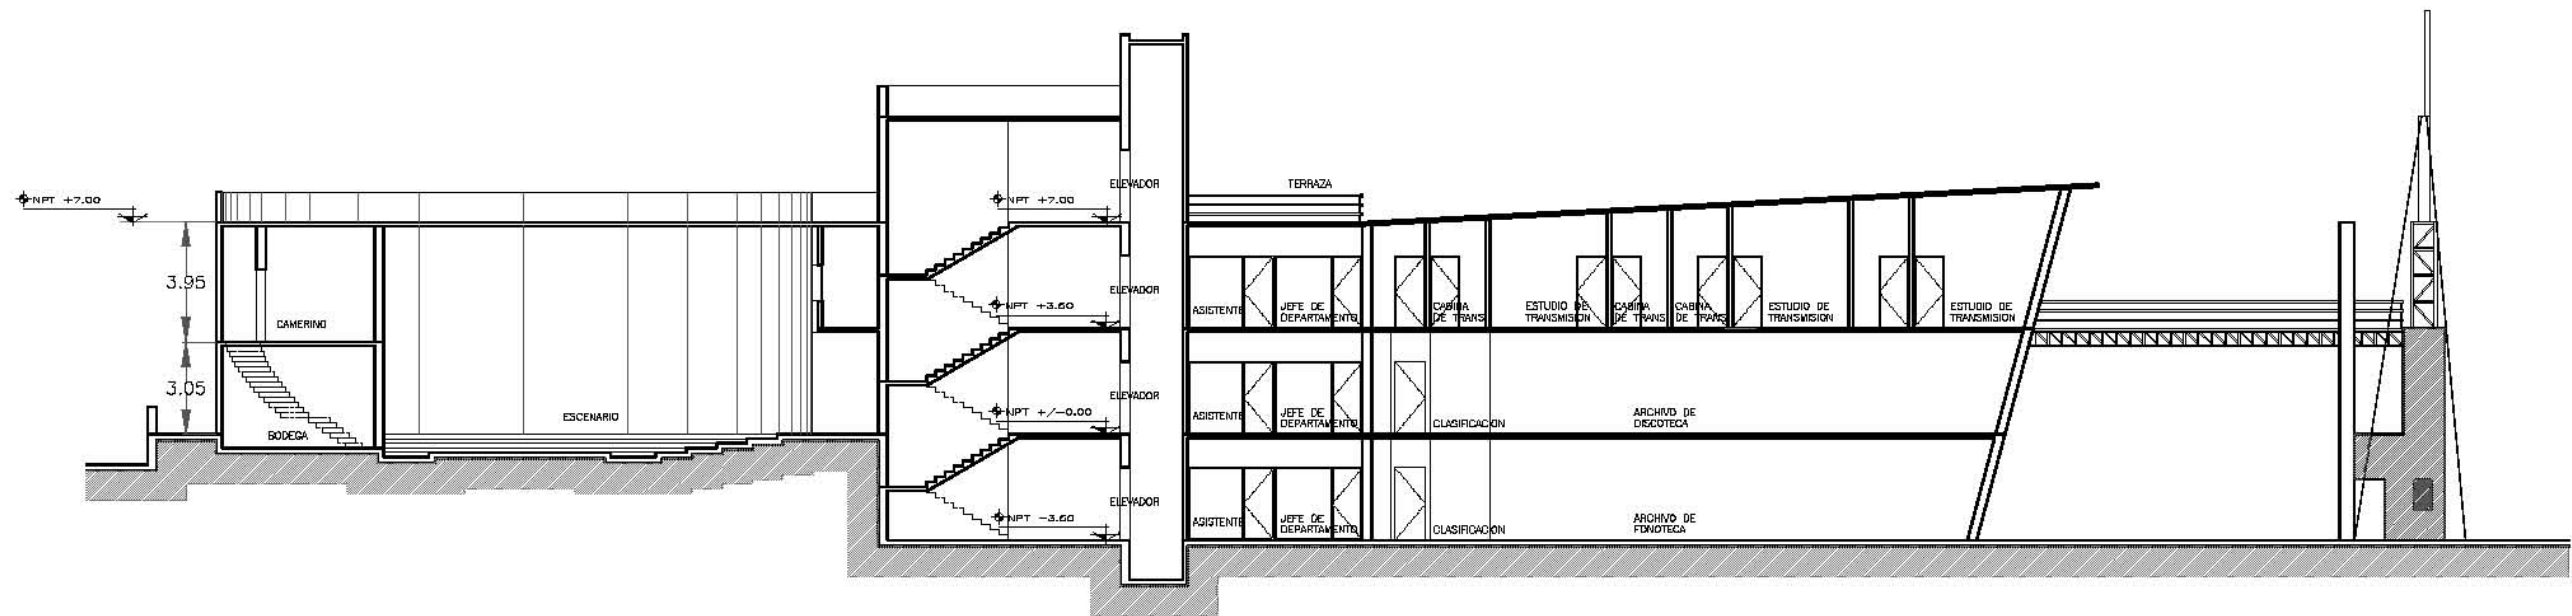 ELEVADOR
TERRAZA
NPT +7.00
NPT +7.00
3.95
ELEVADOR
NPT +3.60
ASISTENTE
JEFE DE
DEPARTAMENTO
CABINA
DE TRANS
ESTUDIO DE
TRANSMISION
CABINA
DE TRANS
CABINA
DE TRANS
ESTUDIO DE
TRANSMISION
ESTUDIO DE
TRANSMISION
CAMERINO
3.05
ELEVADOR
NPT +/-0.00
ESCENARIO
BODEGA
ASISTENTE
JEFE DE
DEPARTAMENTO
CLASIFICACION
ARCHIVO DE
DISCOTECA
ELEVADOR
NPT -3.60
ASISTENTE
JEFE DE
DEPARTAMENTO
CLASIFICACION
ARCHIVO DE
FONOTECA